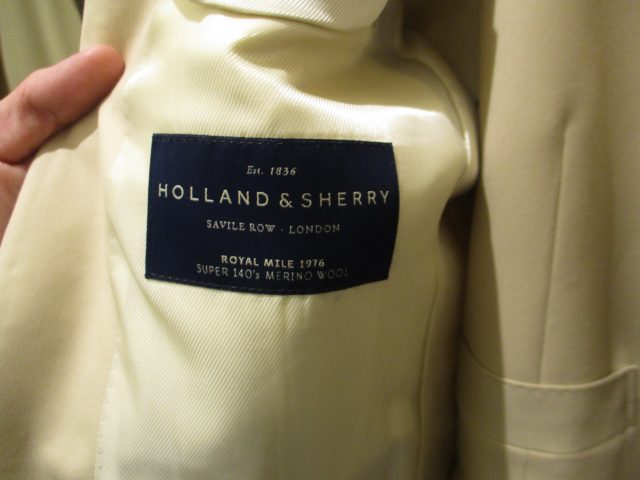 Est. 1836
HOLLAND & SHERRY
SAVILE ROW · LONDON
ROYAL MILE 1976
SUPER 140's MERINO WOOL